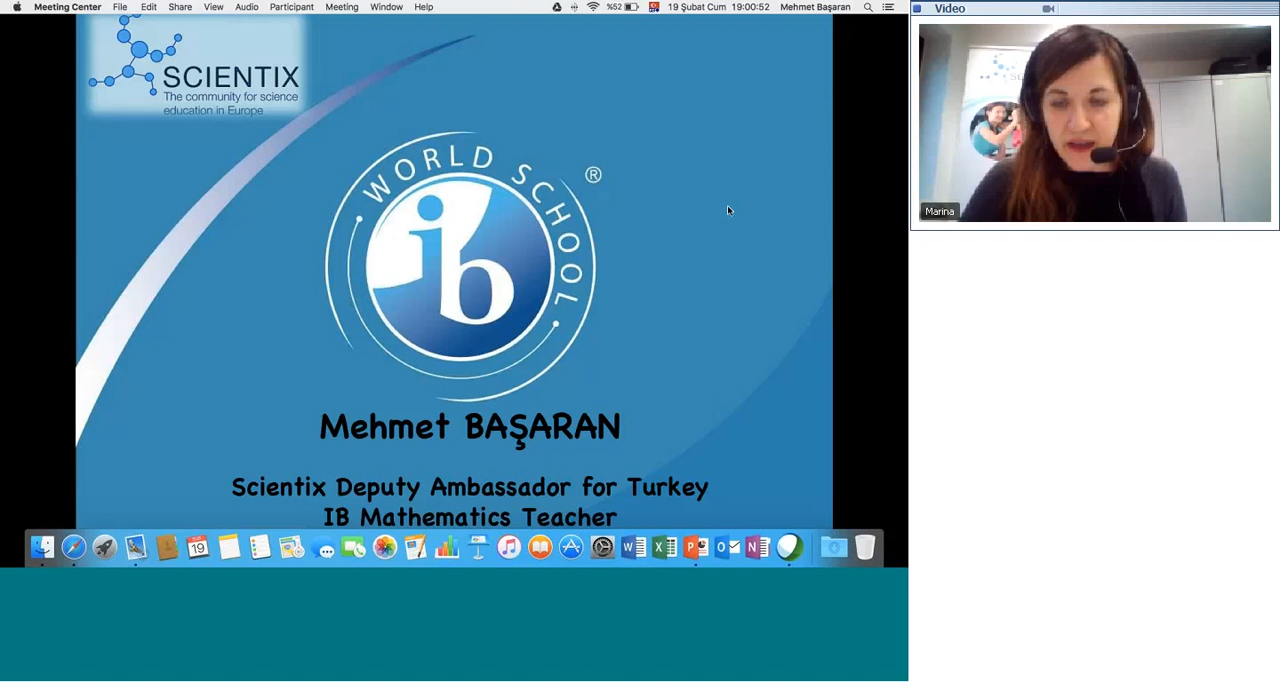 Meeting Center File Edit Share View Audio Participant Meeting Window Help %52 19 Şubat Cum 19:00:52 Mehmet Başaran
Video
SCIENTIX
The community for science
education in Europe
WORLD SCHOOL ®
ib
Mehmet BAŞARAN
Scientix Deputy Ambassador for Turkey
IB Mathematics Teacher
Marina
19